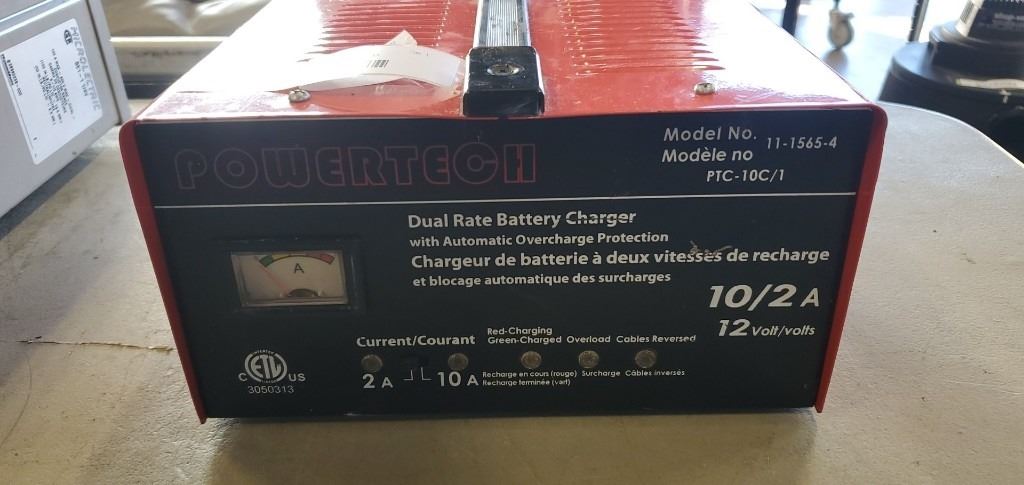 POWERTECH
Model No. 11-1565-4
Modèle no
PTC-10C/1
Dual Rate Battery Charger
with Automatic Overcharge Protection
Chargeur de batterie à deux vitesses de recharge
et blocage automatique des surcharges
A
10/2 A
12 Volt/volts
Current/Courant
Red-Charging
Green-Charged Overload Cables Reversed
2 A 10 A
Recharge en cours (rouge) Surcharge Câbles inversés
Recharge terminée (vert)
INTERTEK
C ETL US
3050313
MICROLECTRIC